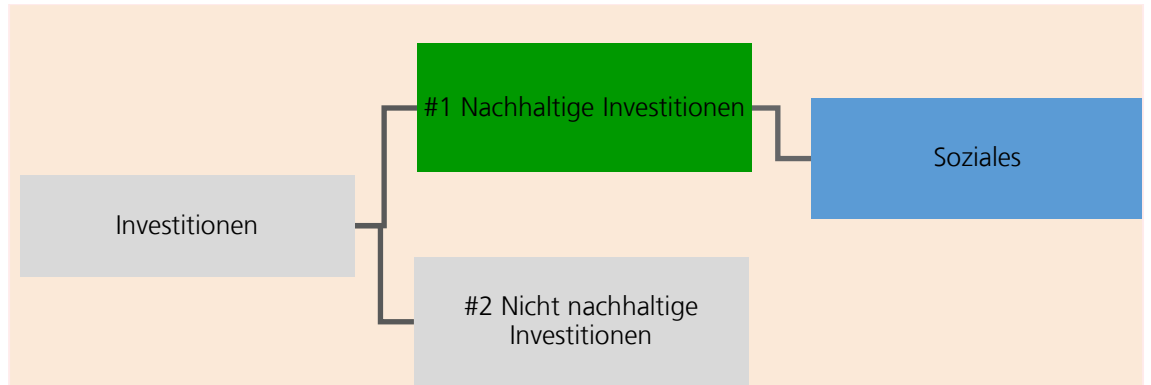 #1 Nachhaltige Investitionen
Soziales
Investitionen
#2 Nicht nachhaltige
Investitionen